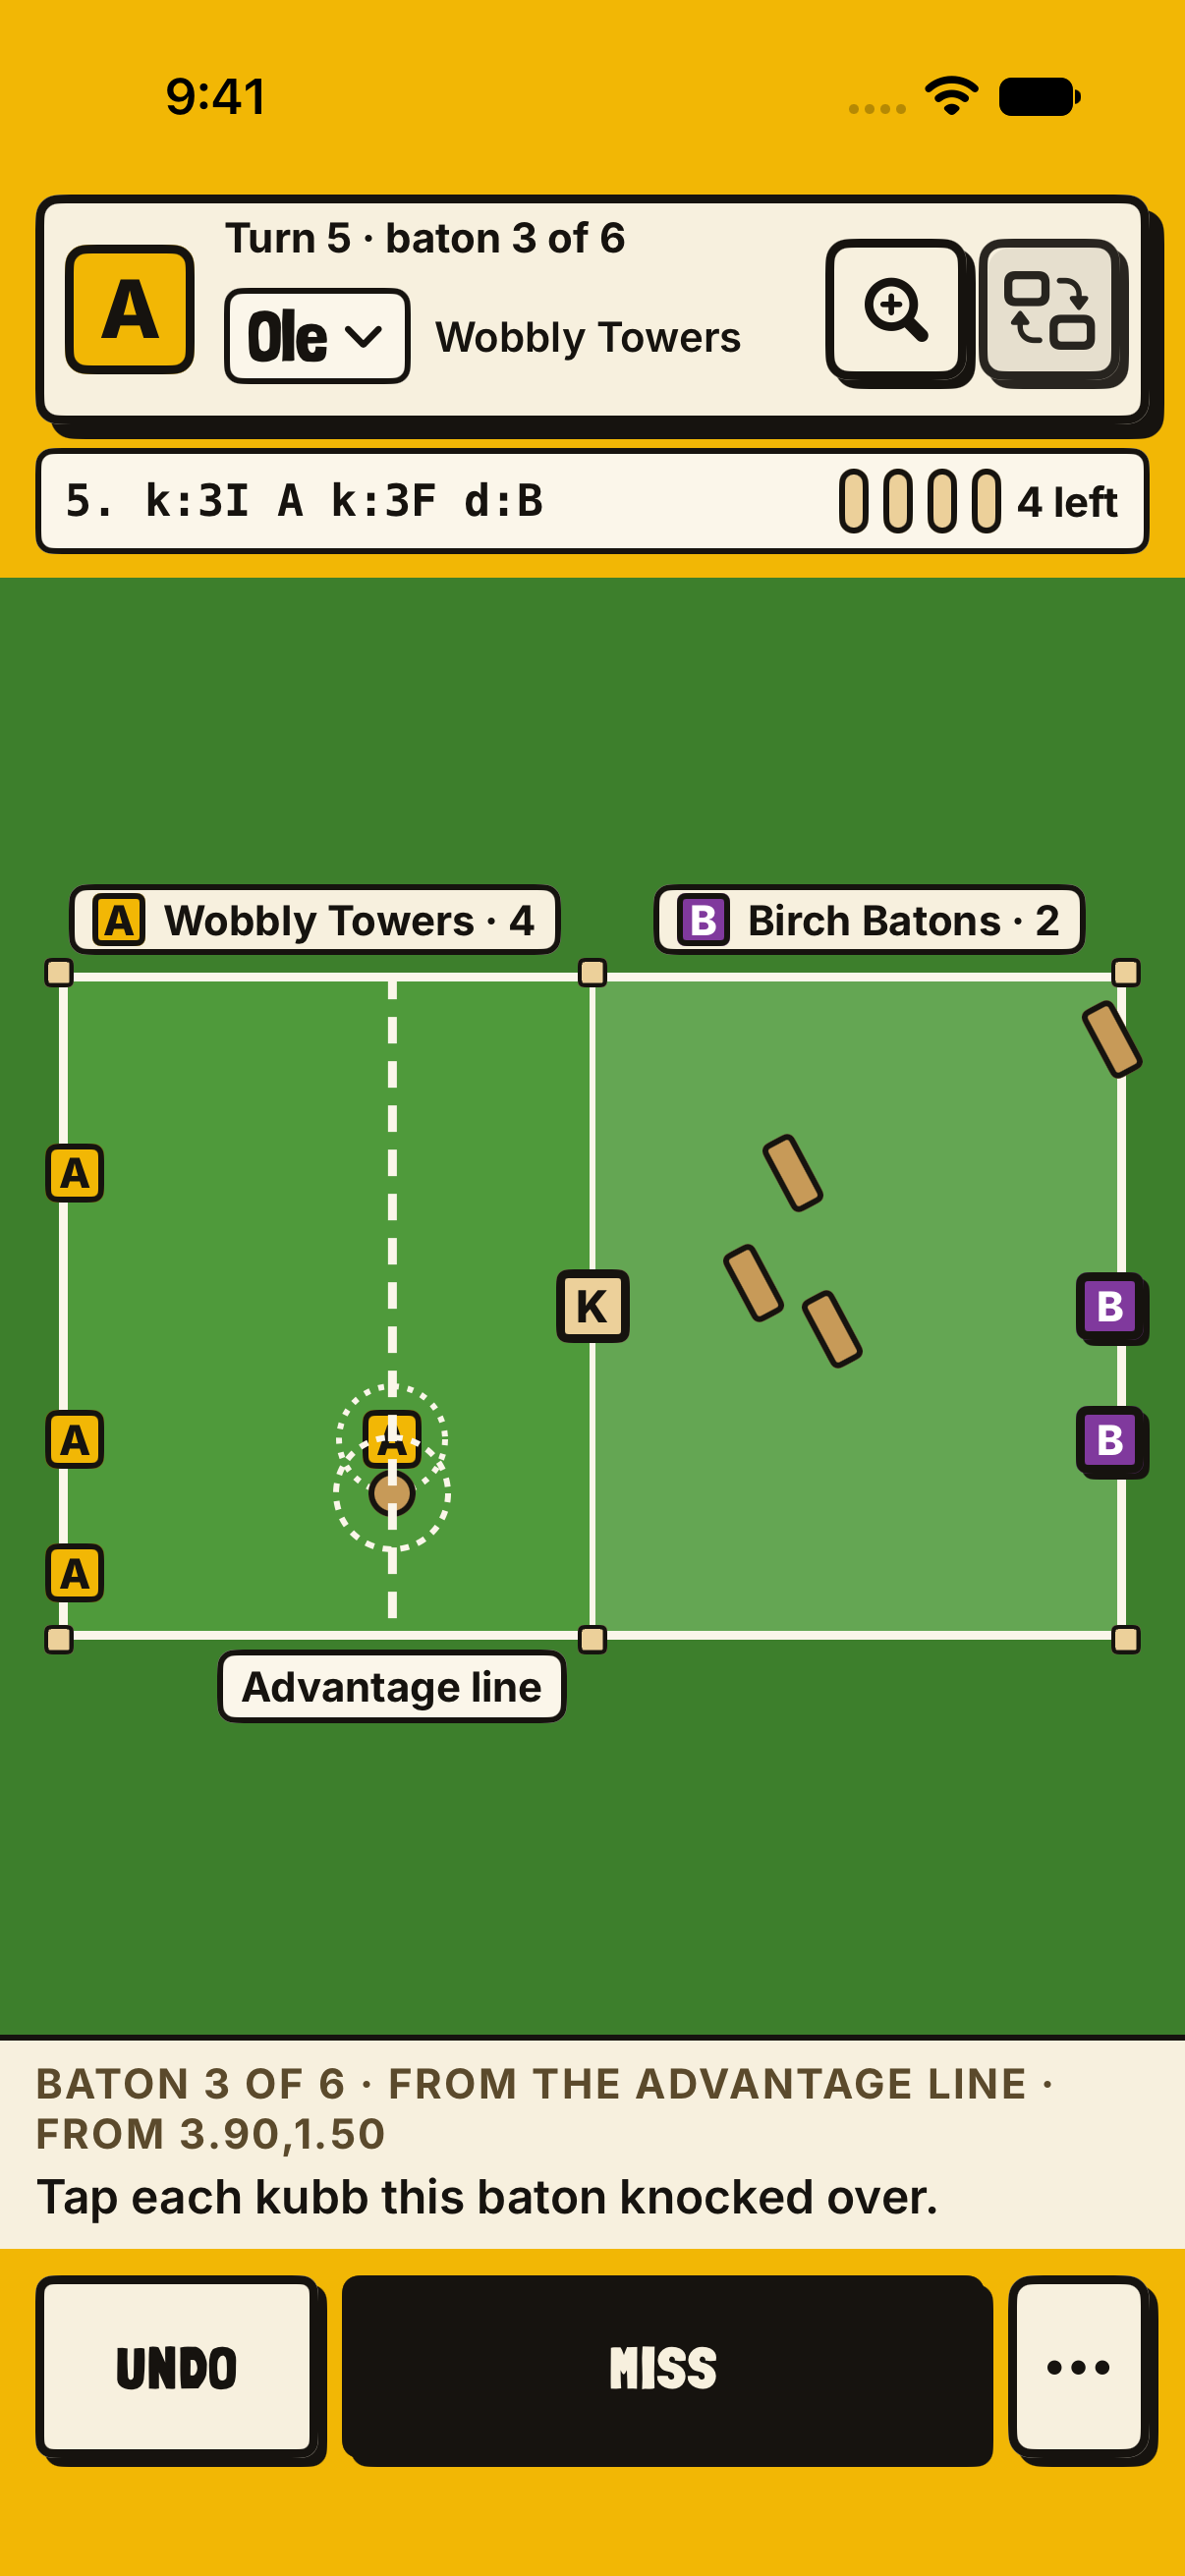 9:41
A
Turn 5 · baton 3 of 6
Ole
Wobbly Towers
5. k:3I A k:3F d:B
4 left
A Wobbly Towers · 4
B Birch Batons · 2
A
K
B
A
A
B
A
Advantage line
BATON 3 OF 6 · FROM THE ADVANTAGE LINE ·
FROM 3.90,1.50
Tap each kubb this baton knocked over.
UNDO
MISS